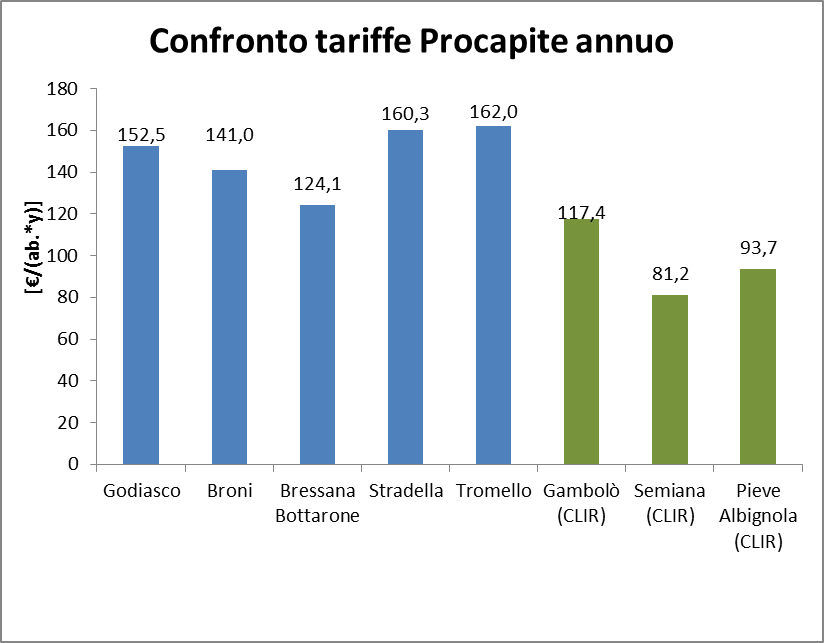 Confronto tariffe Procapite annuo
[€/(ab.*y)]
180
160
140
120
100
80
60
40
20
0
152,5
141,0
124,1
160,3
162,0
117,4
81,2
93,7
Godiasco
Broni
Bressana
Bottarone
Stradella
Tromello
Gambolò
(CLIR)
Semiana
(CLIR)
Pieve
Albignola
(CLIR)